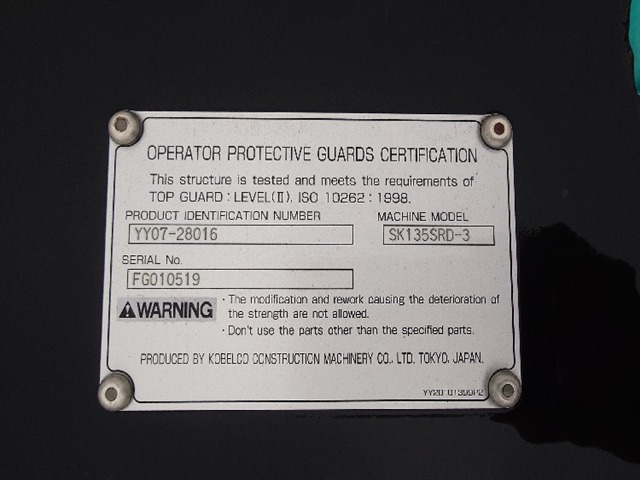 OPERATOR PROTECTIVE GUARDS CERTIFICATION
This structure is tested and meets the requirements of
TOP GUARD : LEVEL(II). ISO 10262 : 1998.
PRODUCT IDENTIFICATION NUMBER MACHINE MODEL
YY07-28016 SK135SRD-3
SERIAL No.
FG010519
WARNING
・The modification and rework causing the deterioration of
the strength are not allowed.
・Don't use the parts other than the specified parts.
PRODUCED BY KOBELCO CONSTRUCTION MACHINERY CO., LTD. TOKYO, JAPAN.